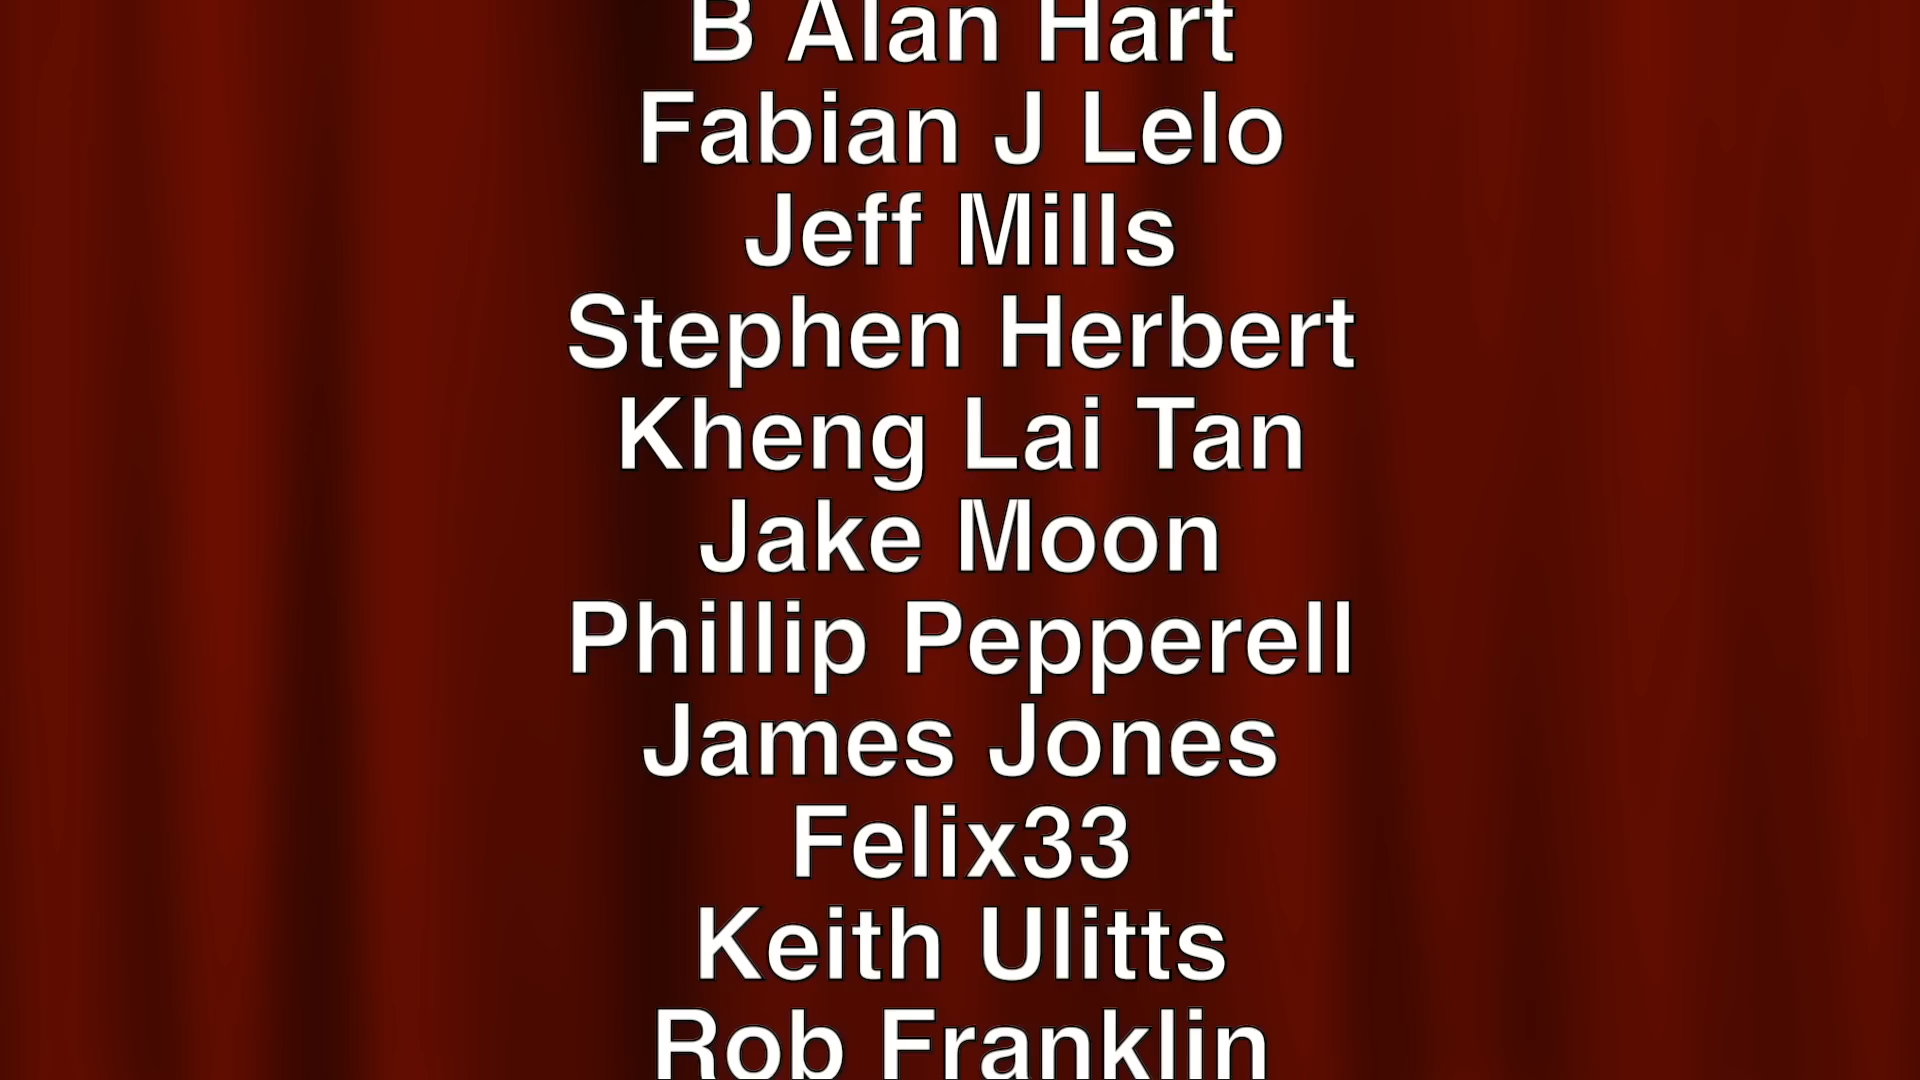 B Alan Hart
Fabian J Lelo
Jeff Mills
Stephen Herbert
Kheng Lai Tan
Jake Moon
Phillip Pepperell
James Jones
Felix33
Keith Ulitts
Rob Franklin